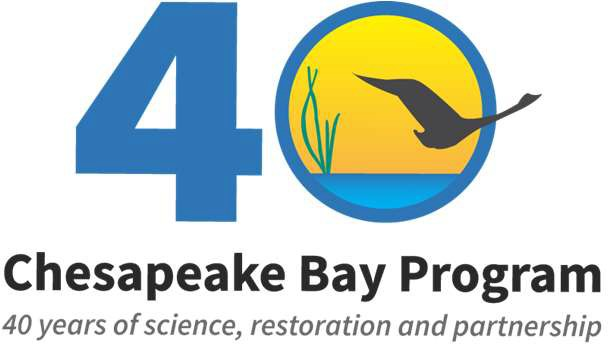 40
Chesapeake Bay Program
40 years of science, restoration and partnership